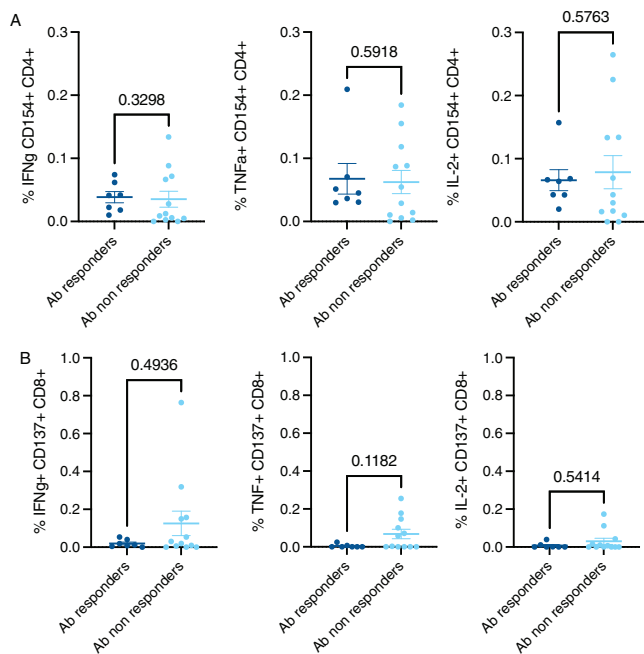 A
% IFNg CD154+ CD4+
0.3
0.2
0.1
0.0
0.3298
Ab responders
Ab non responders
% TNFa+ CD154+ CD4+
0.3
0.2
0.1
0.0
0.5918
Ab responders
Ab non responders
% IL-2+ CD154+ CD4+
0.3
0.2
0.1
0.0
0.5763
Ab responders
Ab non responders
B
% IFNg+ CD137+ CD8+
1.0
0.8
0.6
0.4
0.2
0.0
0.4936
Ab responders
Ab non responders
% TNF+ CD137+ CD8+
1.0
0.8
0.6
0.4
0.2
0.0
0.1182
Ab responders
Ab non responders
% IL-2+ CD137+ CD8+
1.0
0.8
0.6
0.4
0.2
0.0
0.5414
Ab responders
Ab non responders